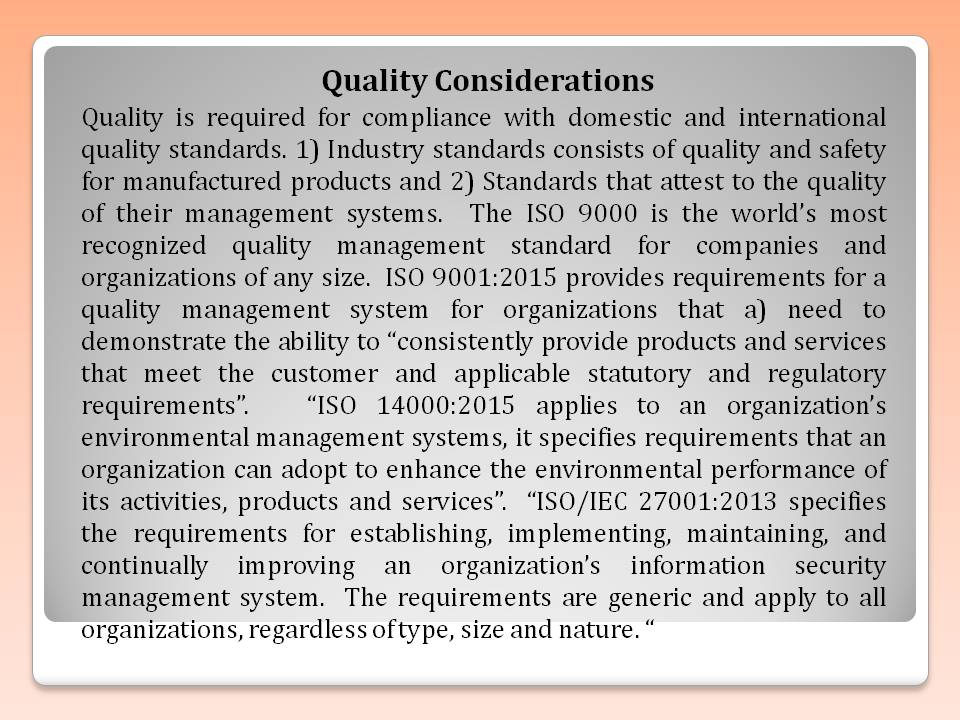 Quality Considerations
Quality is required for compliance with domestic and international
quality standards. 1) Industry standards consists of quality and safety
for manufactured products and 2) Standards that attest to the quality
of their management systems. The ISO 9000 is the world’s most
recognized quality management standard for companies and
organizations of any size. ISO 9001:2015 provides requirements for a
quality management system for organizations that a) need to
demonstrate the ability to “consistently provide products and services
that meet the customer and applicable statutory and regulatory
requirements”. “ISO 14000:2015 applies to an organization’s
environmental management systems, it specifies requirements that an
organization can adopt to enhance the environmental performance of
its activities, products and services”. “ISO/IEC 27001:2013 specifies
the requirements for establishing, implementing, maintaining, and
continually improving an organization’s information security
management system. The requirements are generic and apply to all
organizations, regardless of type, size and nature. “